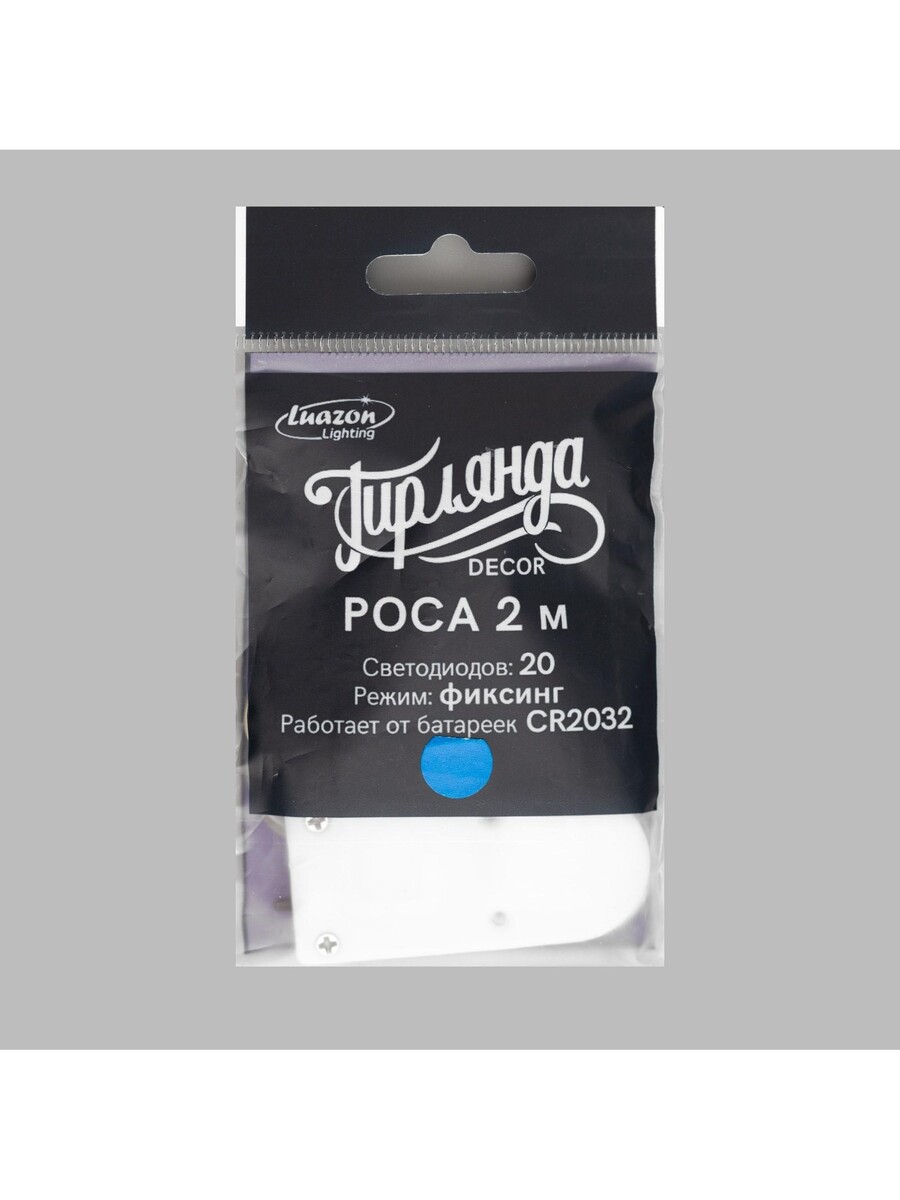 Luazon
Lighting
Гирлянда
DECOR
РОСА 2 м
Светодиодов: 20
Режим: фиксинг
Работает от батареек CR2032